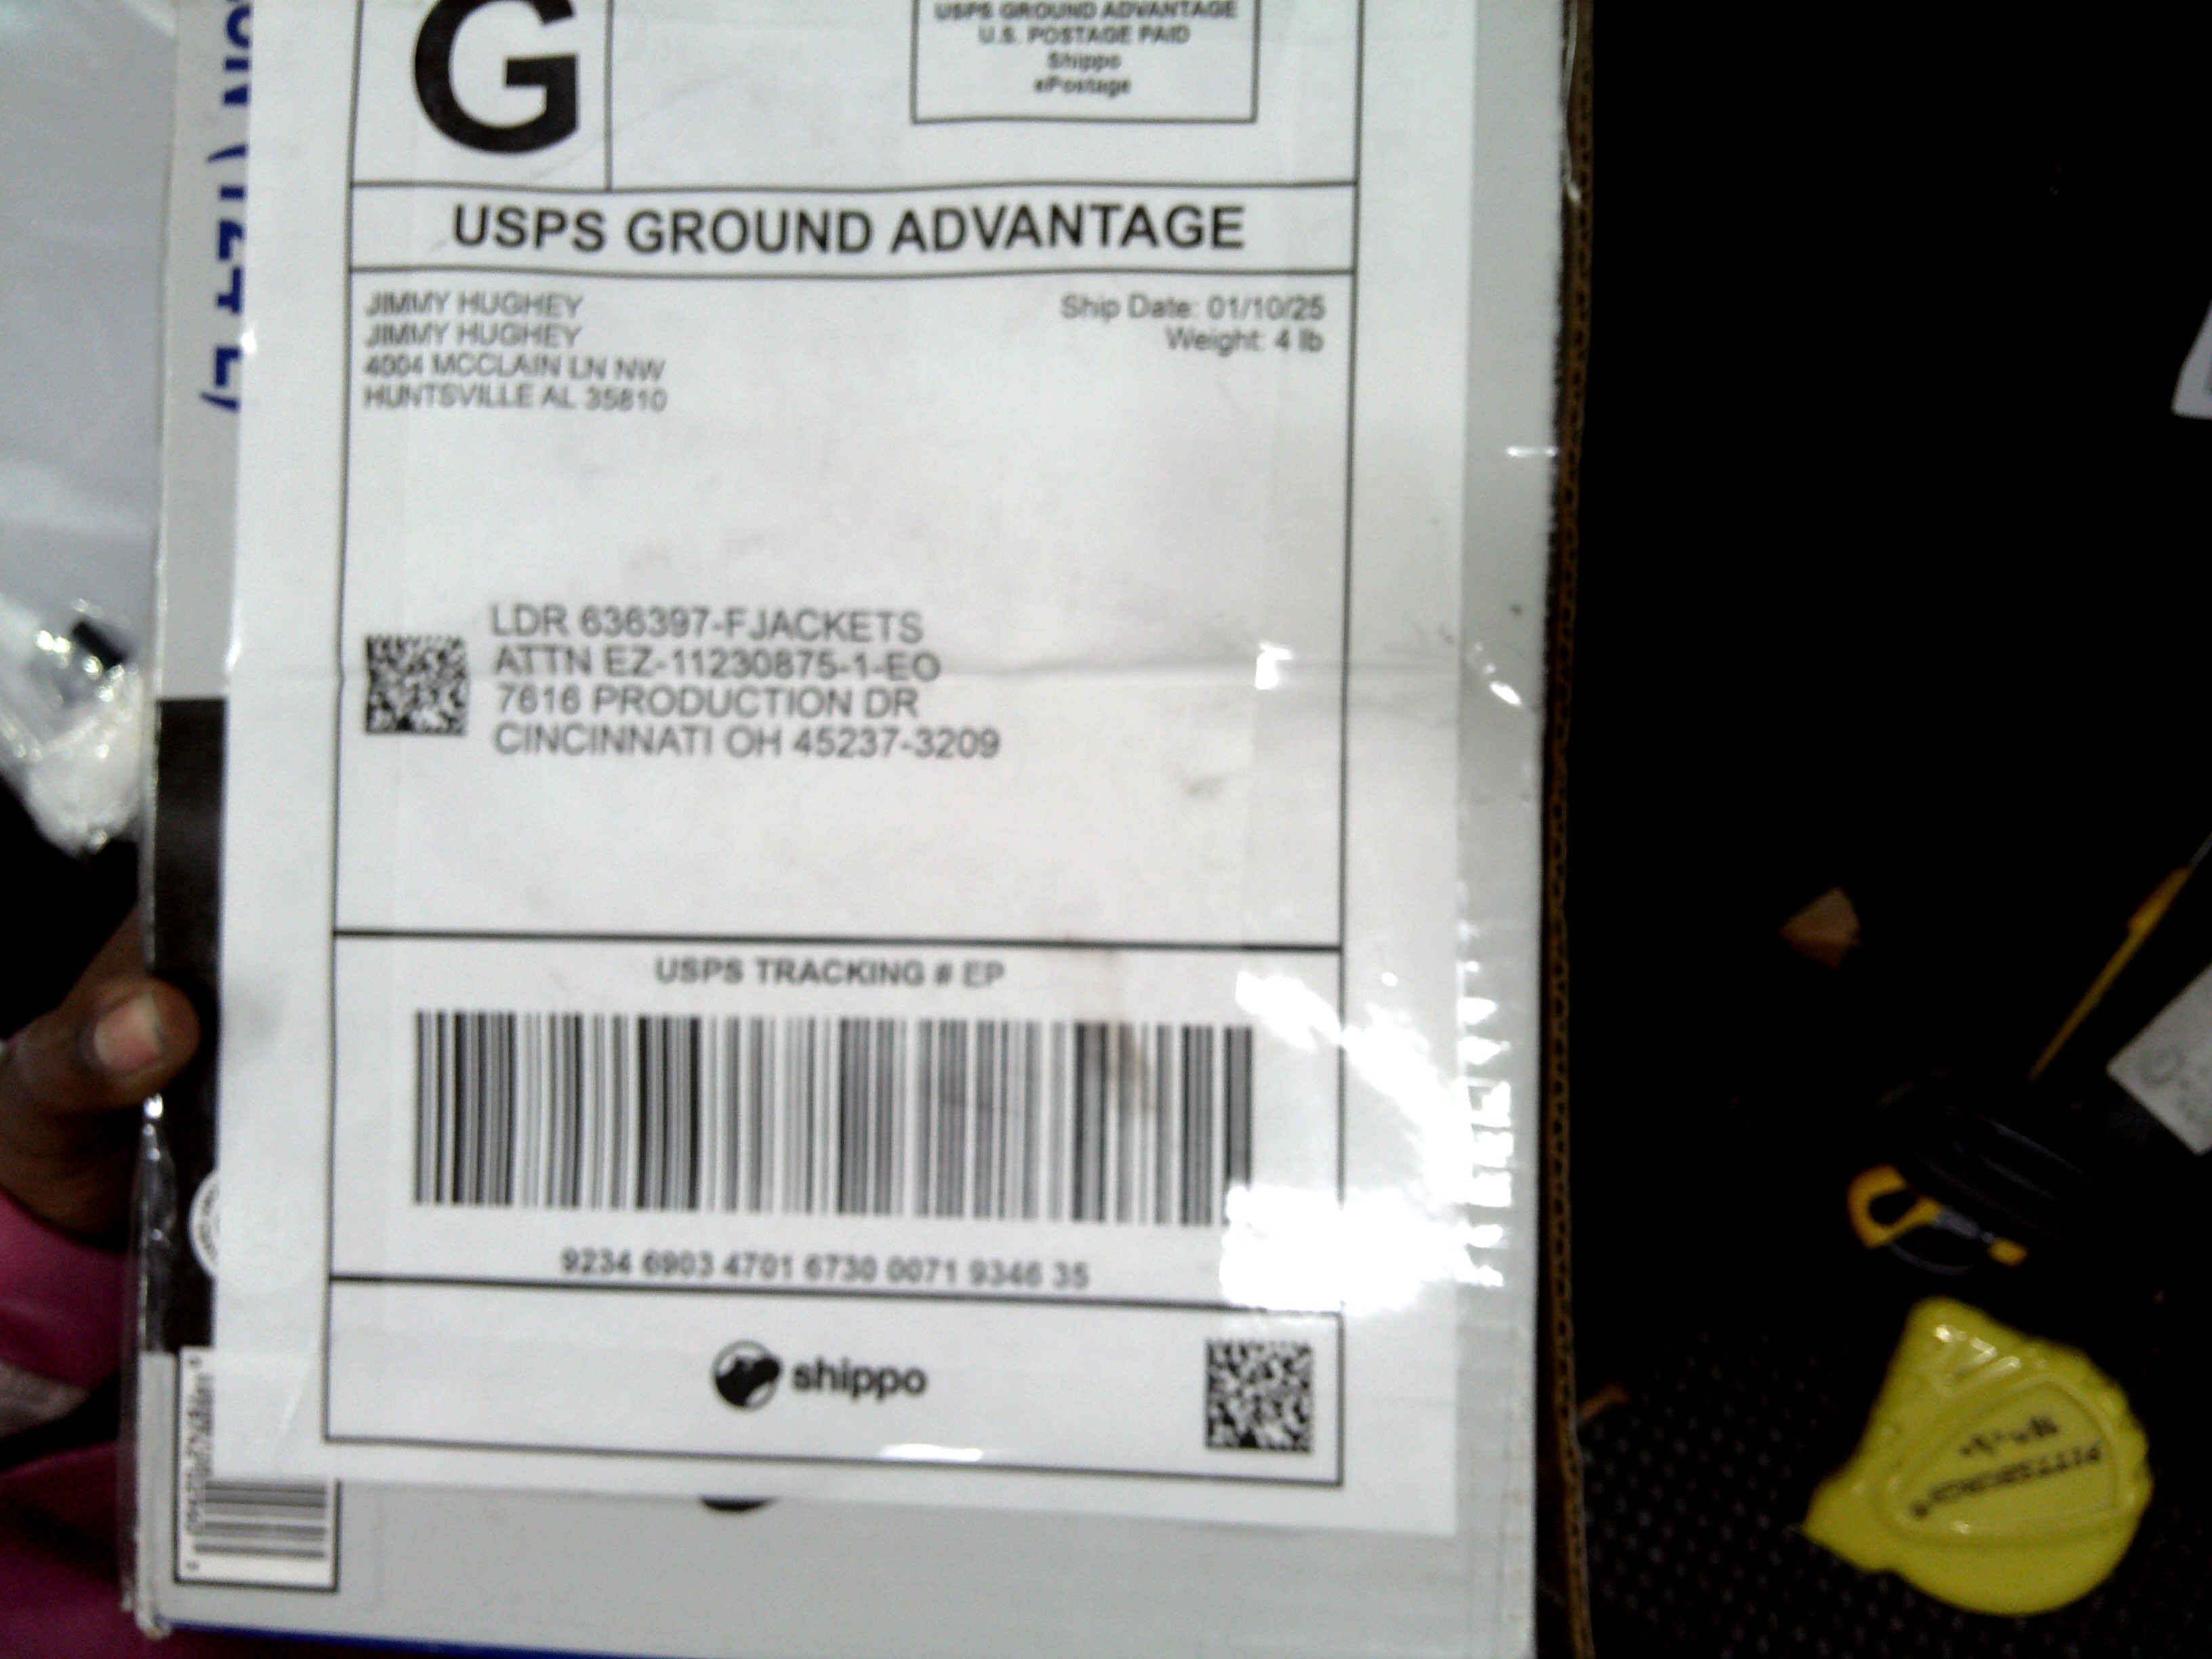 G
USPS GROUND ADVANTAGE
U.S. POSTAGE PAID
Shippo
ePostage
USPS GROUND ADVANTAGE
JIMMY HUGHEY
JIMMY HUGHEY
4004 MCCLAIN LN NW
HUNTSVILLE AL 35810
Ship Date: 01/10/25
Weight: 4 lb
LDR 636397-FJACKETS
ATTN EZ-11230875-1-EO
7616 PRODUCTION DR
CINCINNATI OH 45237-3209
USPS TRACKING # EP
9234 6903 4701 6730 0071 9346 35
shippo
PITTSBURGH